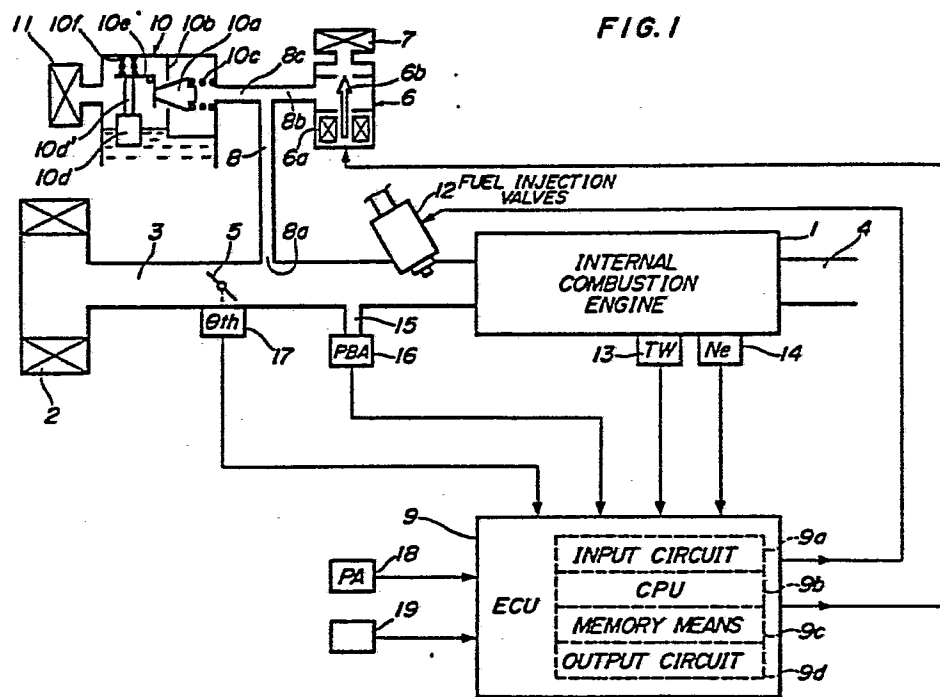 FIG. 1
11 10f 10e 10 10b 10a 10c
7
8c
6b
6
8b
6a
10d'
10d
8
12 FUEL INJECTION
VALVES
3
5
8a
1
4
INTERNAL
COMBUSTION
ENGINE
θth
17
15
PBA
16
13
TW
Ne
14
2
9
9a
INPUT CIRCUIT
PA
18
ECU
CPU
9b
MEMORY MEANS
9c
19
OUTPUT CIRCUIT
9d